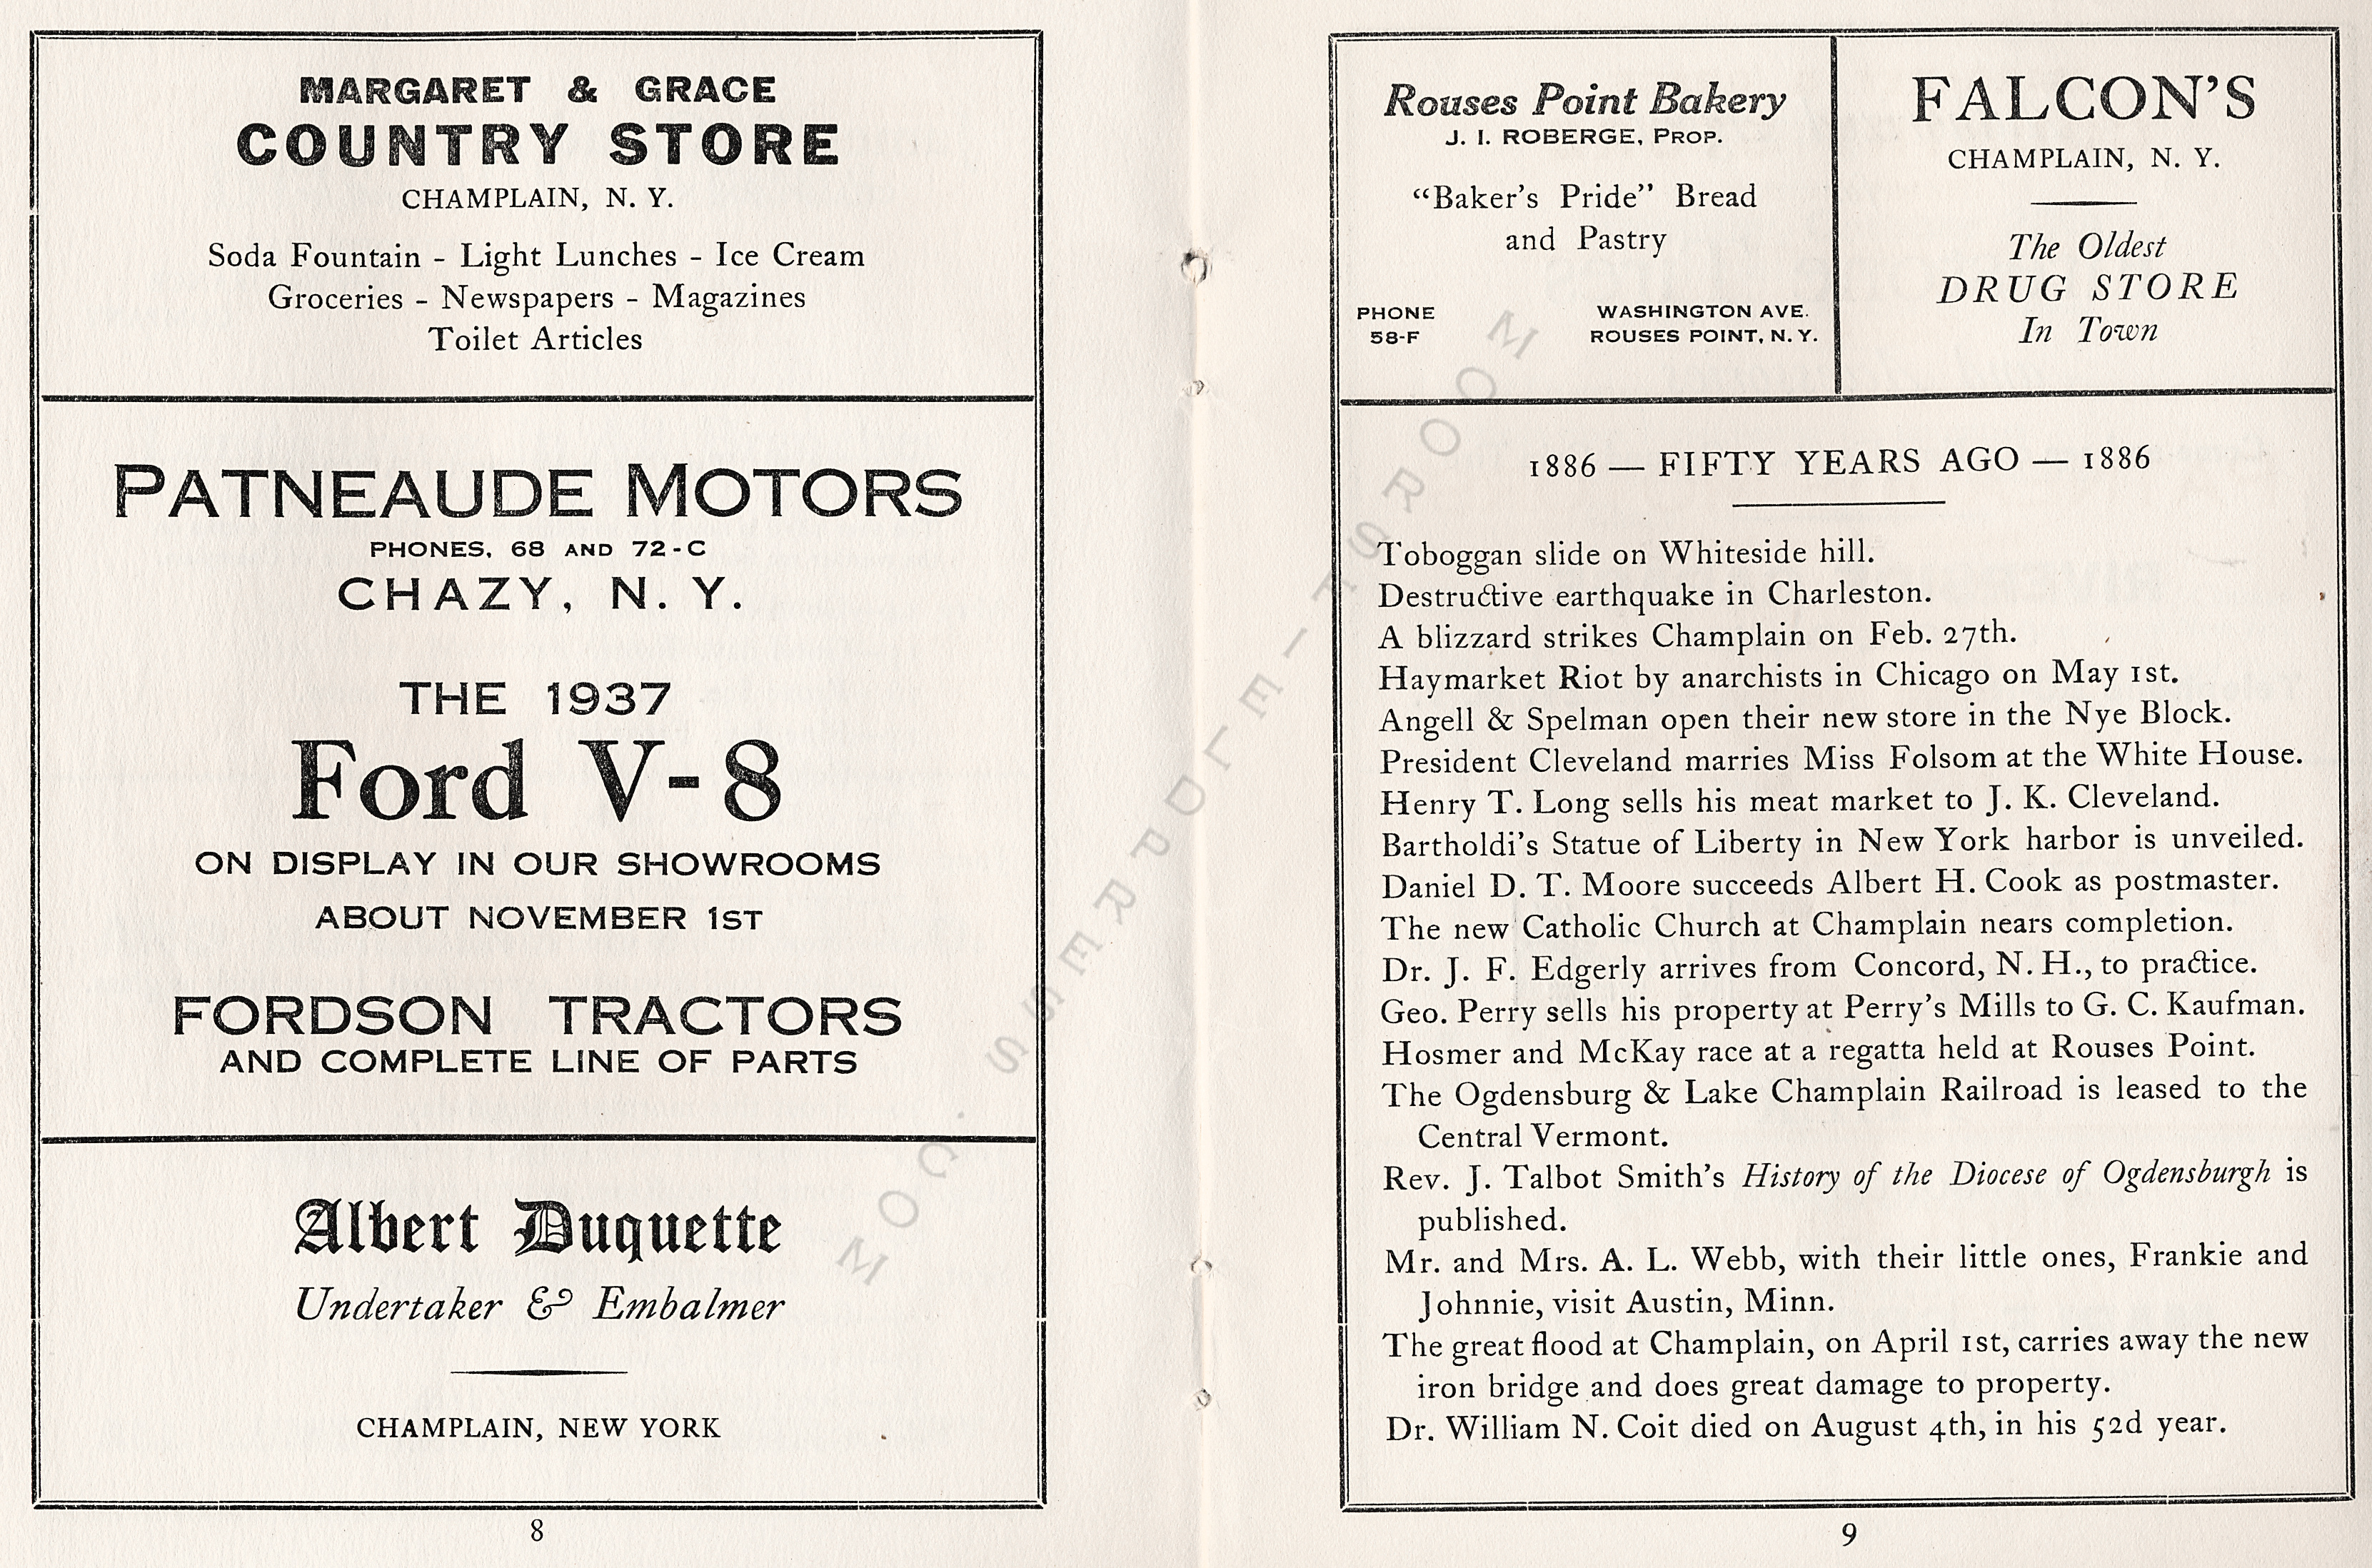 MARGARET & GRACE
COUNTRY STORE
CHAMPLAIN, N. Y.
Soda Fountain - Light Lunches - Ice Cream
Groceries - Newspapers - Magazines
Toilet Articles
PATNEAUDE MOTORS
PHONES, 68 AND 72-C
CHAZY, N. Y.
THE 1937
Ford V-8
ON DISPLAY IN OUR SHOWROOMS
ABOUT NOVEMBER 1ST
FORDSON TRACTORS
AND COMPLETE LINE OF PARTS
Albert Duquette
Undertaker & Embalmer
CHAMPLAIN, NEW YORK
8
Rouses Point Bakery
J. I. ROBERGE, PROP.
“Baker’s Pride” Bread
and Pastry
PHONE
58-F
WASHINGTON AVE.
ROUSES POINT, N. Y.
FALCON’S
CHAMPLAIN, N. Y.
The Oldest
DRUG STORE
In Town
1886 — FIFTY YEARS AGO — 1886
Toboggan slide on Whiteside hill.
Destructive earthquake in Charleston.
A blizzard strikes Champlain on Feb. 27th.
Haymarket Riot by anarchists in Chicago on May 1st.
Angell & Spelman open their new store in the Nye Block.
President Cleveland marries Miss Folsom at the White House.
Henry T. Long sells his meat market to J. K. Cleveland.
Bartholdi’s Statue of Liberty in New York harbor is unveiled.
Daniel D. T. Moore succeeds Albert H. Cook as postmaster.
The new Catholic Church at Champlain nears completion.
Dr. J. F. Edgerly arrives from Concord, N. H., to practice.
Geo. Perry sells his property at Perry’s Mills to G. C. Kaufman.
Hosmer and McKay race at a regatta held at Rouses Point.
The Ogdensburg & Lake Champlain Railroad is leased to the
Central Vermont.
Rev. J. Talbot Smith’s History of the Diocese of Ogdensburgh is
published.
Mr. and Mrs. A. L. Webb, with their little ones, Frankie and
Johnnie, visit Austin, Minn.
The great flood at Champlain, on April 1st, carries away the new
iron bridge and does great damage to property.
Dr. William N. Coit died on August 4th, in his 52d year.
9
MORSTIELIDPRESS.COM